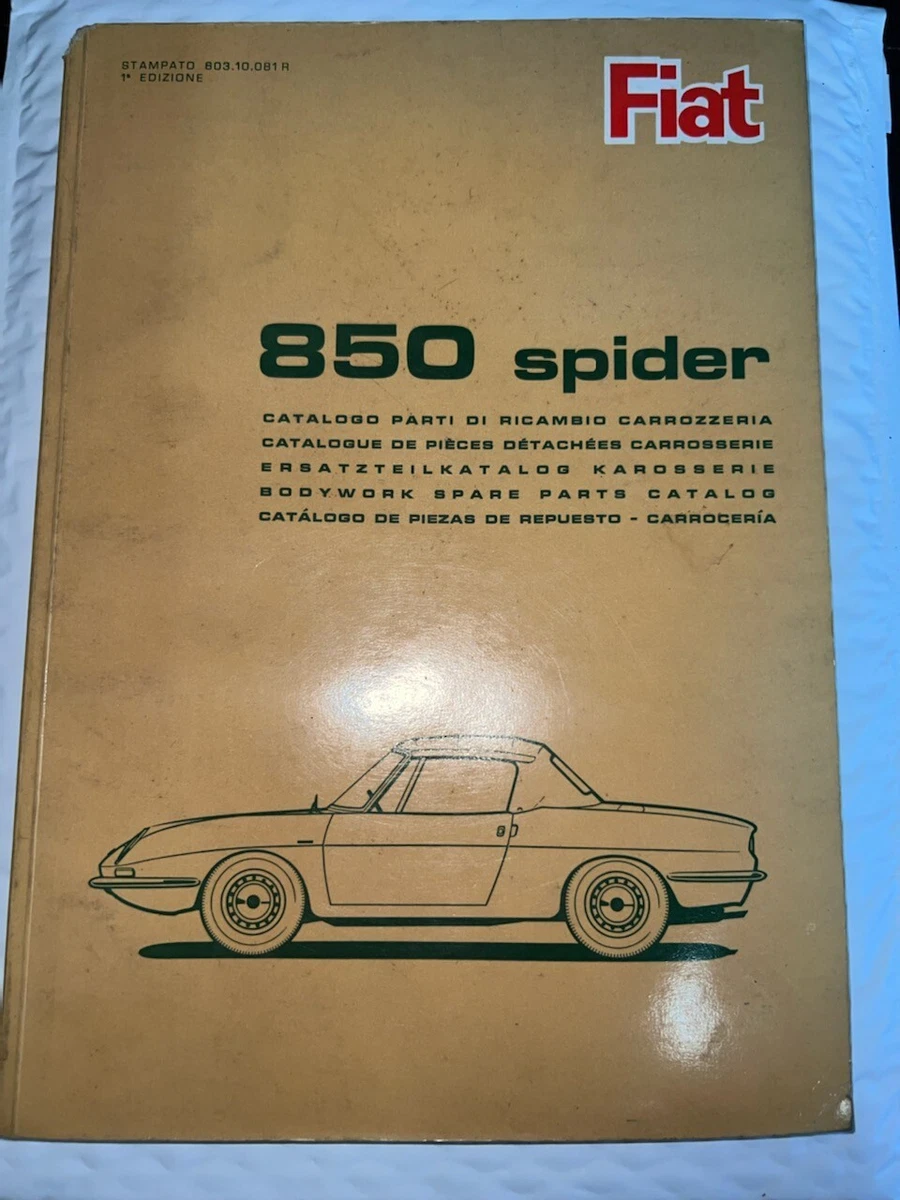 STAMPATO 803.10.081 R
1ª EDIZIONE
Fiat
850 spider
CATALOGO PARTI DI RICAMBIO CARROZZERIA
CATALOGUE DE PIÈCES DÉTACHÉES CARROSSERIE
ERSATZTEILKATALOG KAROSSERIE
BODYWORK SPARE PARTS CATALOG
CATÁLOGO DE PIEZAS DE REPUESTO - CARROCERÍA